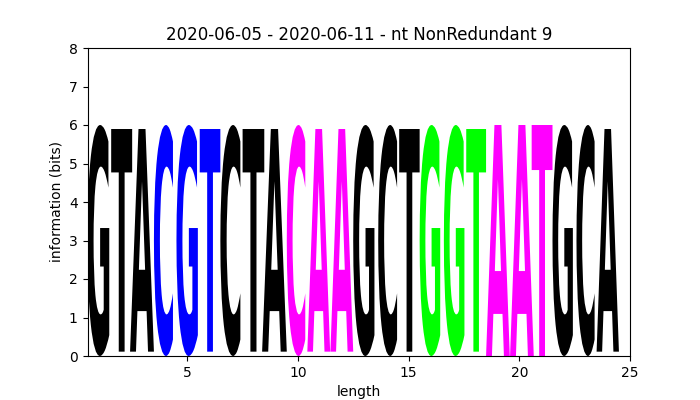 2020-06-05 - 2020-06-11 - nt NonRedundant 9
8
7
6
5
4
3
2
1
0
information (bits)
GTACGTCTACAAGCTGGTAATGCA
5 10 15 20 25
length